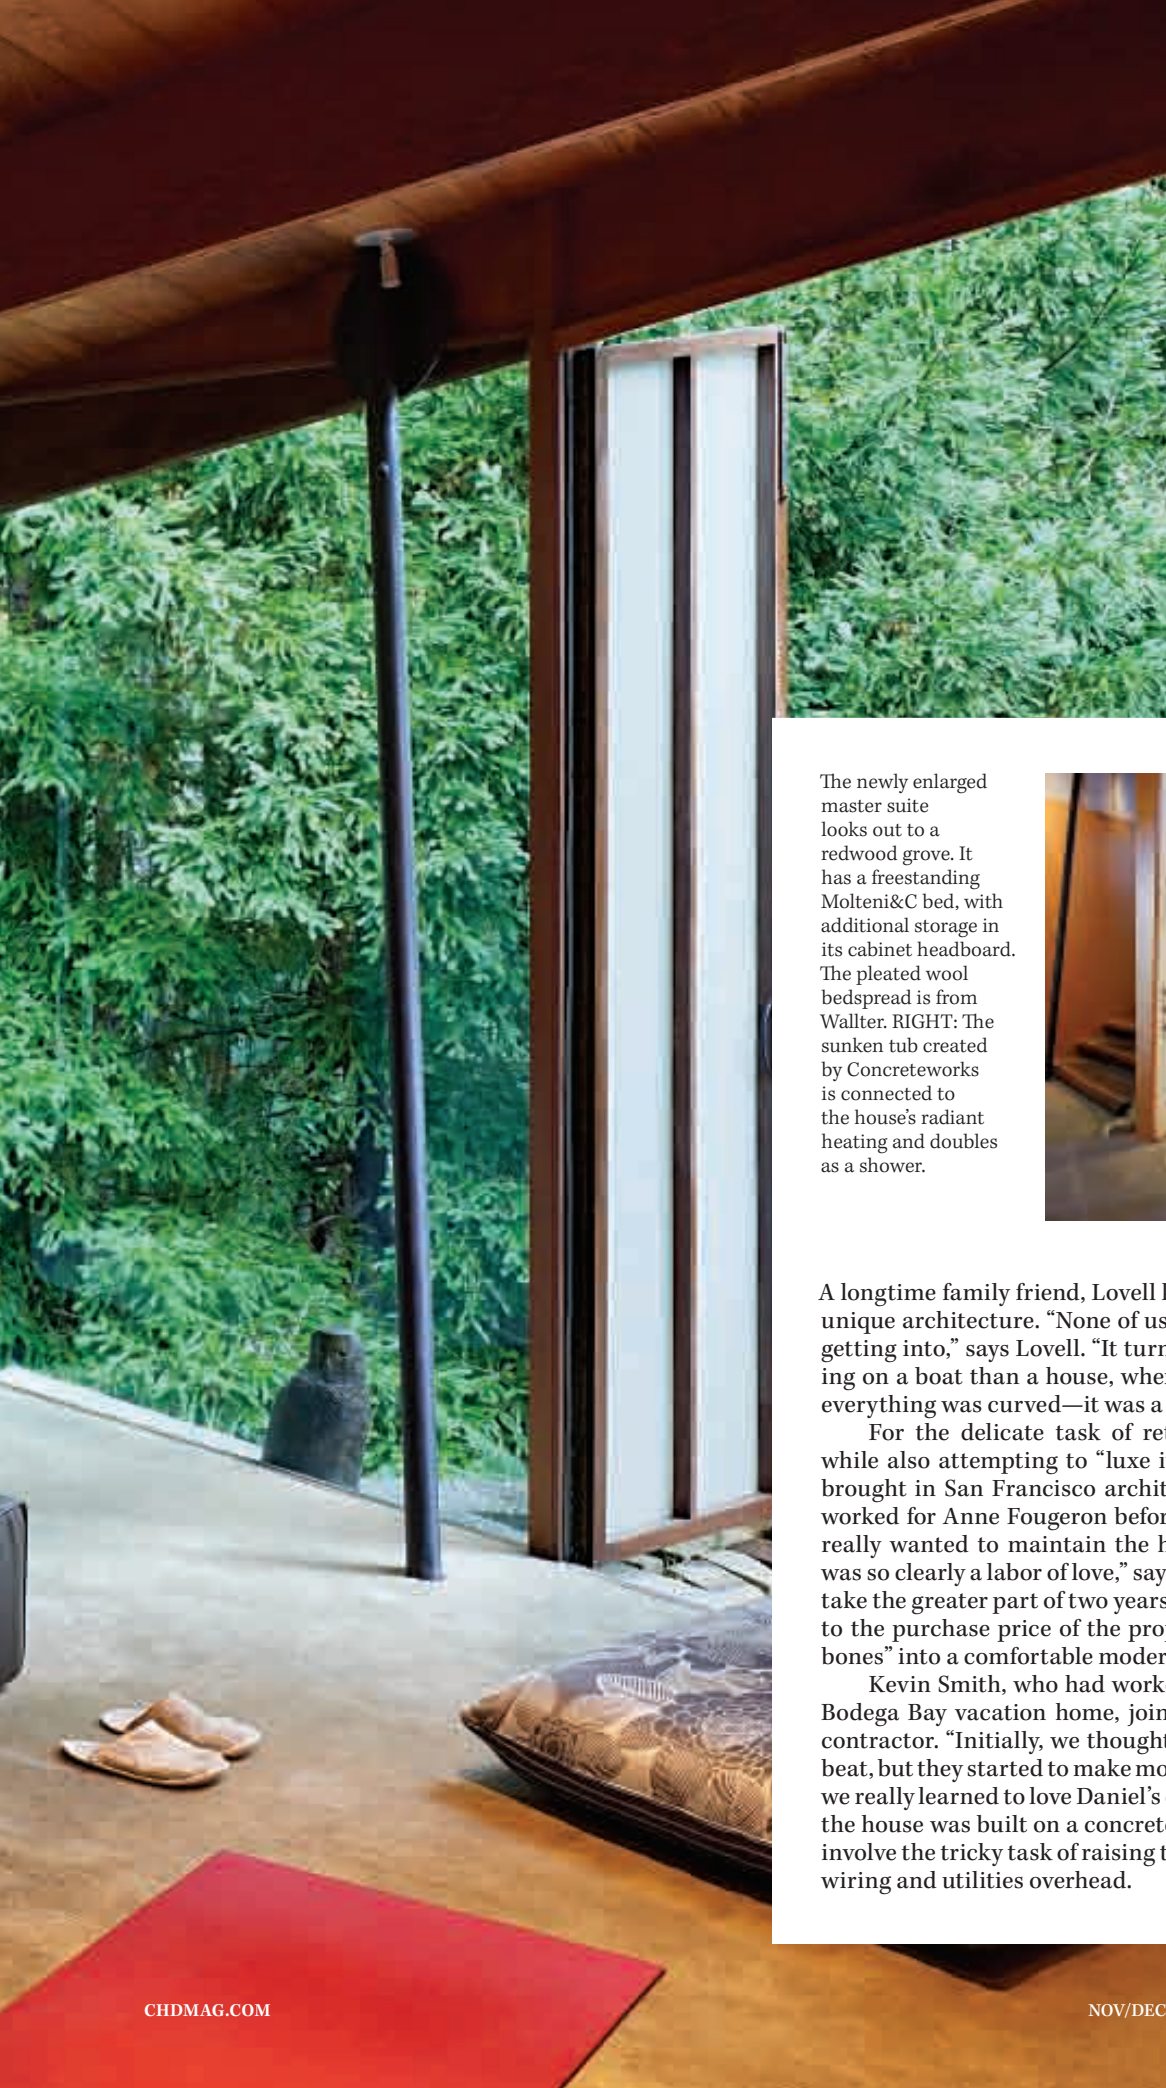 The newly enlarged
master suite
looks out to a
redwood grove. It
has a freestanding
Molteni&C bed, with
additional storage in
its cabinet headboard.
The pleated wool
bedspread is from
Wallter. RIGHT: The
sunken tub created
by Concreteworks
is connected to
the house’s radiant
heating and doubles
as a shower.
A longtime family friend, Lovell
unique architecture. “None of us
getting into,” says Lovell. “It turn
ing on a boat than a house, whe
everything was curved—it was a
For the delicate task of ret
while also attempting to “luxe i
brought in San Francisco archit
worked for Anne Fougeron befor
really wanted to maintain the h
was so clearly a labor of love,” say
take the greater part of two years
to the purchase price of the pro
bones” into a comfortable moder
Kevin Smith, who had work
Bodega Bay vacation home, join
contractor. “Initially, we thought
beat, but they started to make mo
we really learned to love Daniel’s
the house was built on a concret
involve the tricky task of raising t
wiring and utilities overhead.
CHDMAG.COM
NOV/DEC